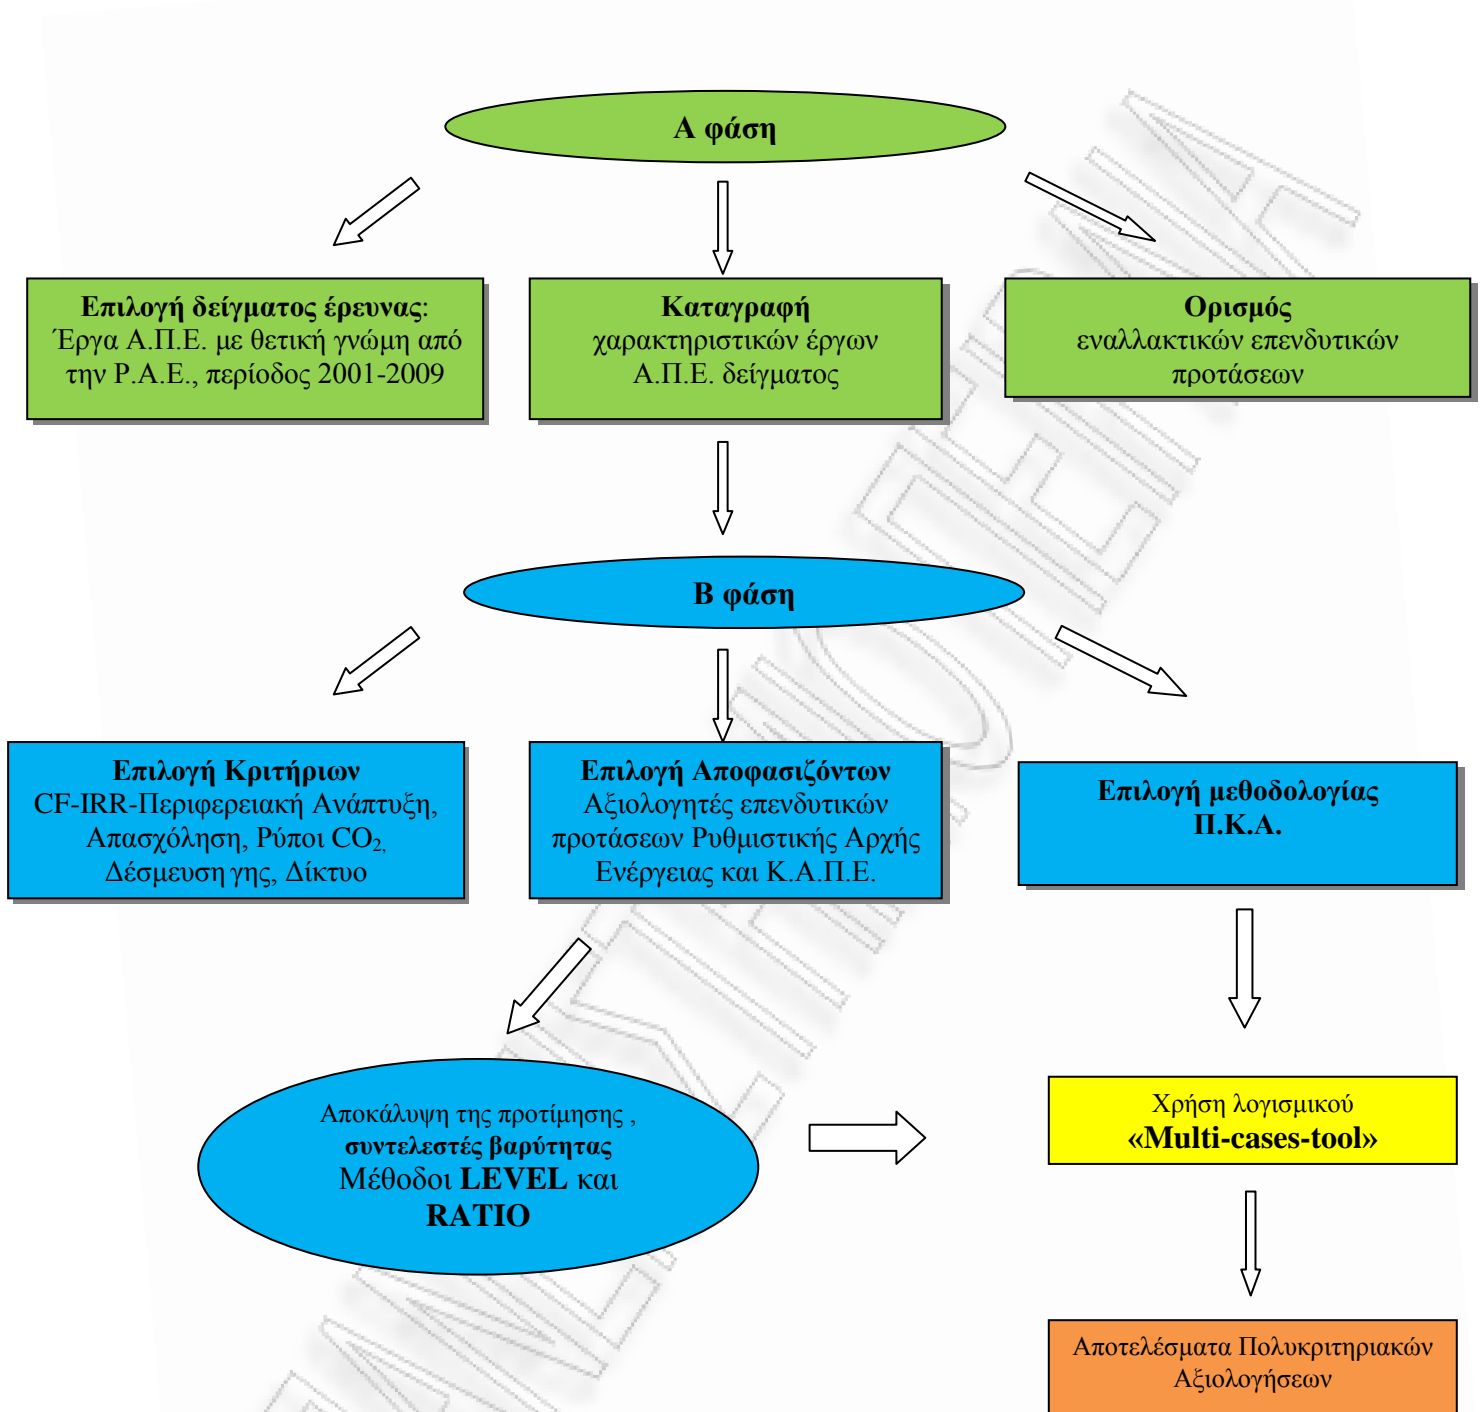 Α φάση
Επιλογή δείγματος έρευνας:
Έργα Α.Π.Ε. με θετική γνώμη από
την Ρ.Α.Ε., περίοδος 2001-2009
Καταγραφή
χαρακτηριστικών έργων
Α.Π.Ε. δείγματος
Ορισμός
εναλλακτικών επενδυτικών
προτάσεων
Β φάση
Επιλογή Κριτήριων
CF-IRR-Περιφερειακή Ανάπτυξη,
Απασχόληση, Ρύποι CO₂,
Δέσμευση γης, Δίκτυο
Επιλογή Αποφασιζόντων
Αξιολογητές επενδυτικών
προτάσεων Ρυθμιστικής Αρχής
Ενέργειας και Κ.Α.Π.Ε.
Επιλογή μεθοδολογίας
Π.Κ.Α.
Αποκάλυψη της προτίμησης ,
συντελεστές βαρύτητας
Μέθοδοι LEVEL και
RATIO
Χρήση λογισμικού
«Multi-cases-tool»
Αποτελέσματα Πολυκριτηριακών
Αξιολογήσεων